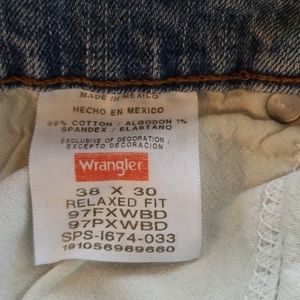 MADE IN MEXICO
HECHO EN MEXICO
99% COTTON / ALGODON 1%
SPANDEX / ELASTANO
EXCLUSIVE OF DECORATION /
EXCEPTO DECORACION
Wrangler
38 X 30
RELAXED FIT
97FXWBD
97PXWBD
SPS-I674-033
191056969660